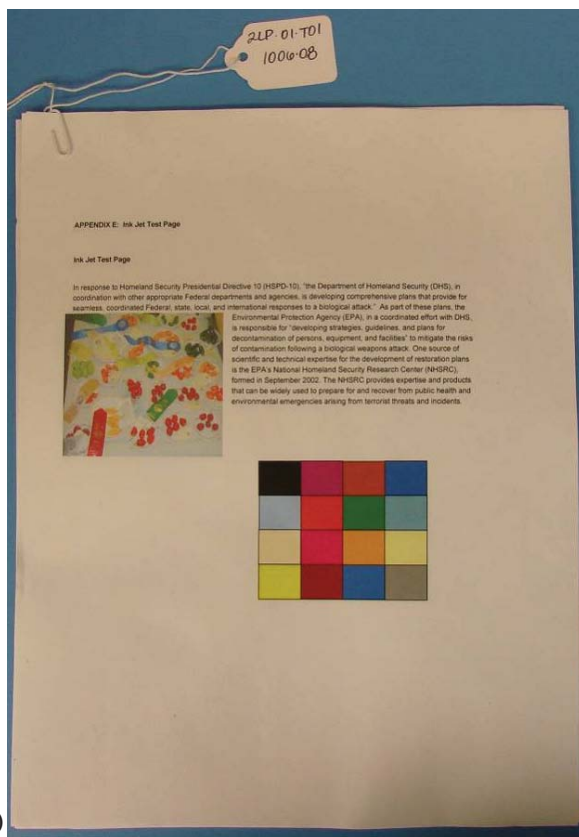 2LP-01-T01
1006-08
APPENDIX E: Ink Jet Test Page
Ink Jet Test Page
In response to Homeland Security Presidential Directive 10 (HSPD-10), "the Department of Homeland Security (DHS), in
coordination with other appropriate Federal departments and agencies, is developing comprehensive plans that provide for
seamless, coordinated Federal, state, local, and international responses to a biological attack." As part of these plans, the
Environmental Protection Agency (EPA), in a coordinated effort with DHS,
is responsible for "developing strategies, guidelines, and plans for
decontamination of persons, equipment, and facilities" to mitigate the risks
of contamination following a biological weapons attack. One source of
scientific and technical expertise for the development of restoration plans
is the EPA's National Homeland Security Research Center (NHSRC),
formed in September 2002. The NHSRC provides expertise and products
that can be widely used to prepare for and recover from public health and
environmental emergencies arising from terrorist threats and incidents.
)